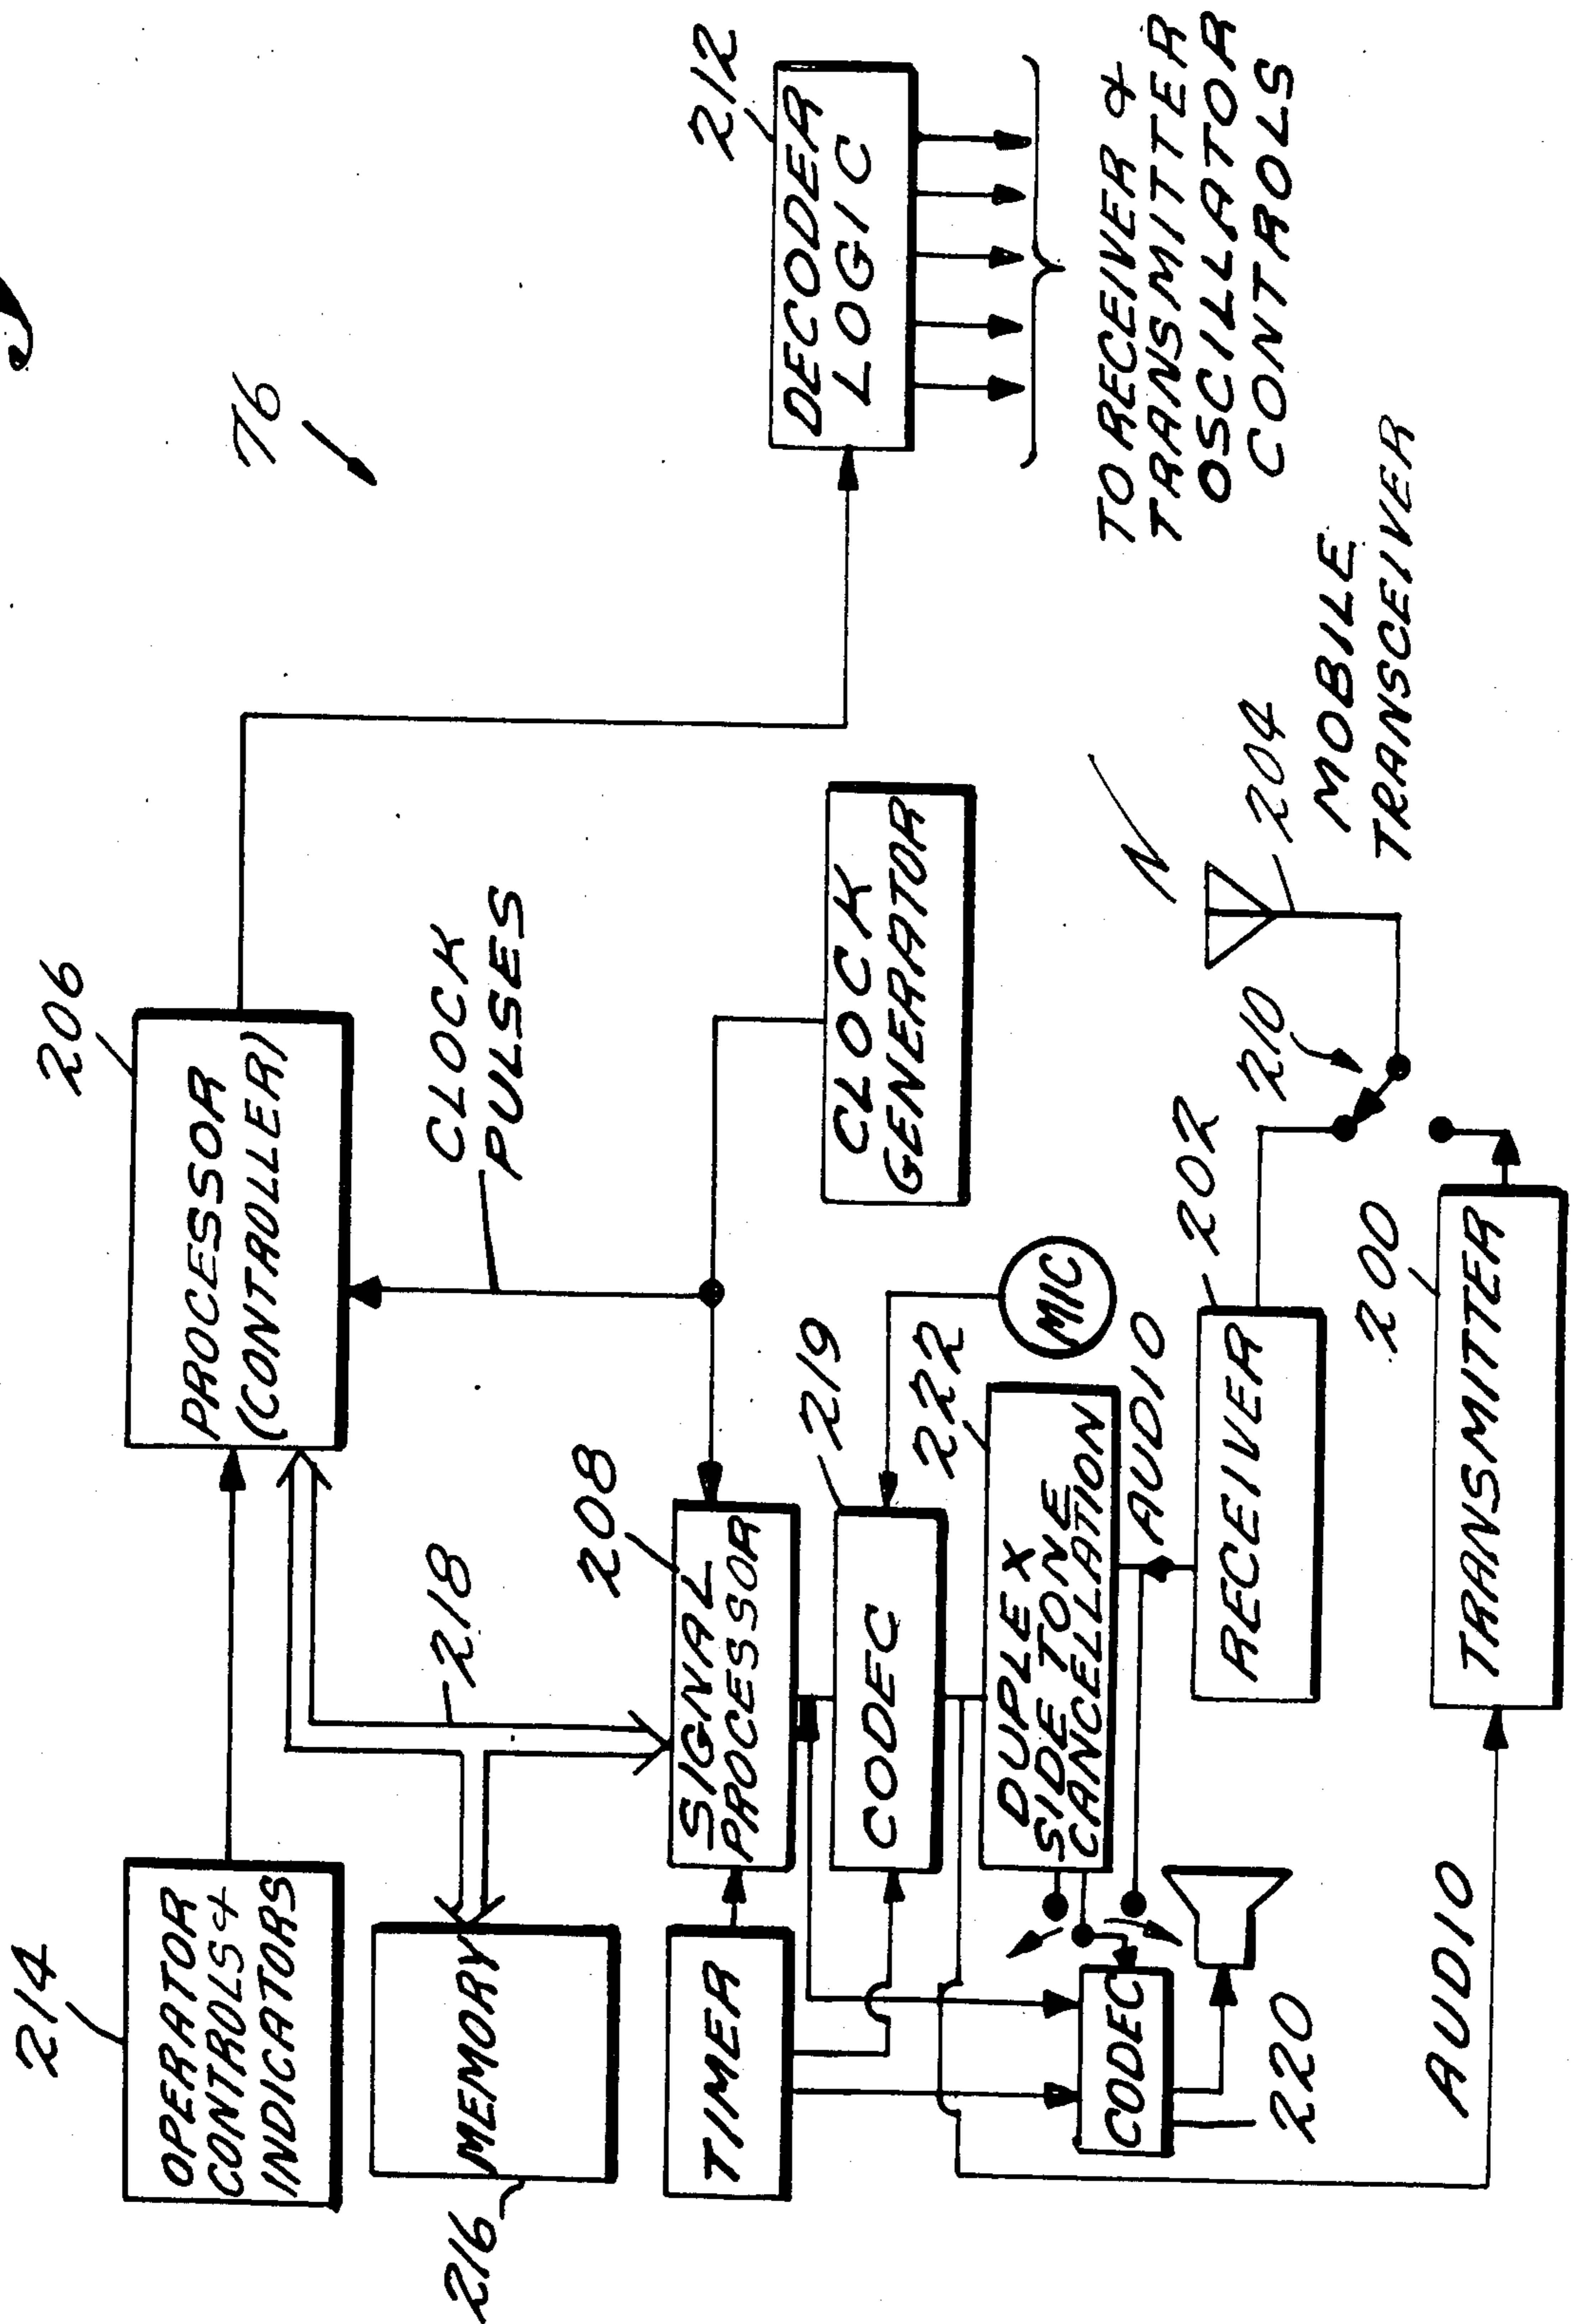 76
214
OPERATOR
CONTROLS &
INDICATORS
206
PROCESSOR
(CONTROLLER)
216
MEMORY
218
CLOCK
PULSES
212
DECODER
LOGIC
TO RECEIVER &
TRANSMITTER
OSCILLATOR
CONTROLS
TIMER
208
SIGNAL
PROCESSOR
CLOCK
GENERATOR
219
CODEC
MIC
222
DUPLEX
SIDE TONE
CANCELLATION
AUDIO
CODEC
220
202
RECEIVER
210
204
N
MOBILE
TRANSCEIVER
200
TRANSMITTER
AUDIO